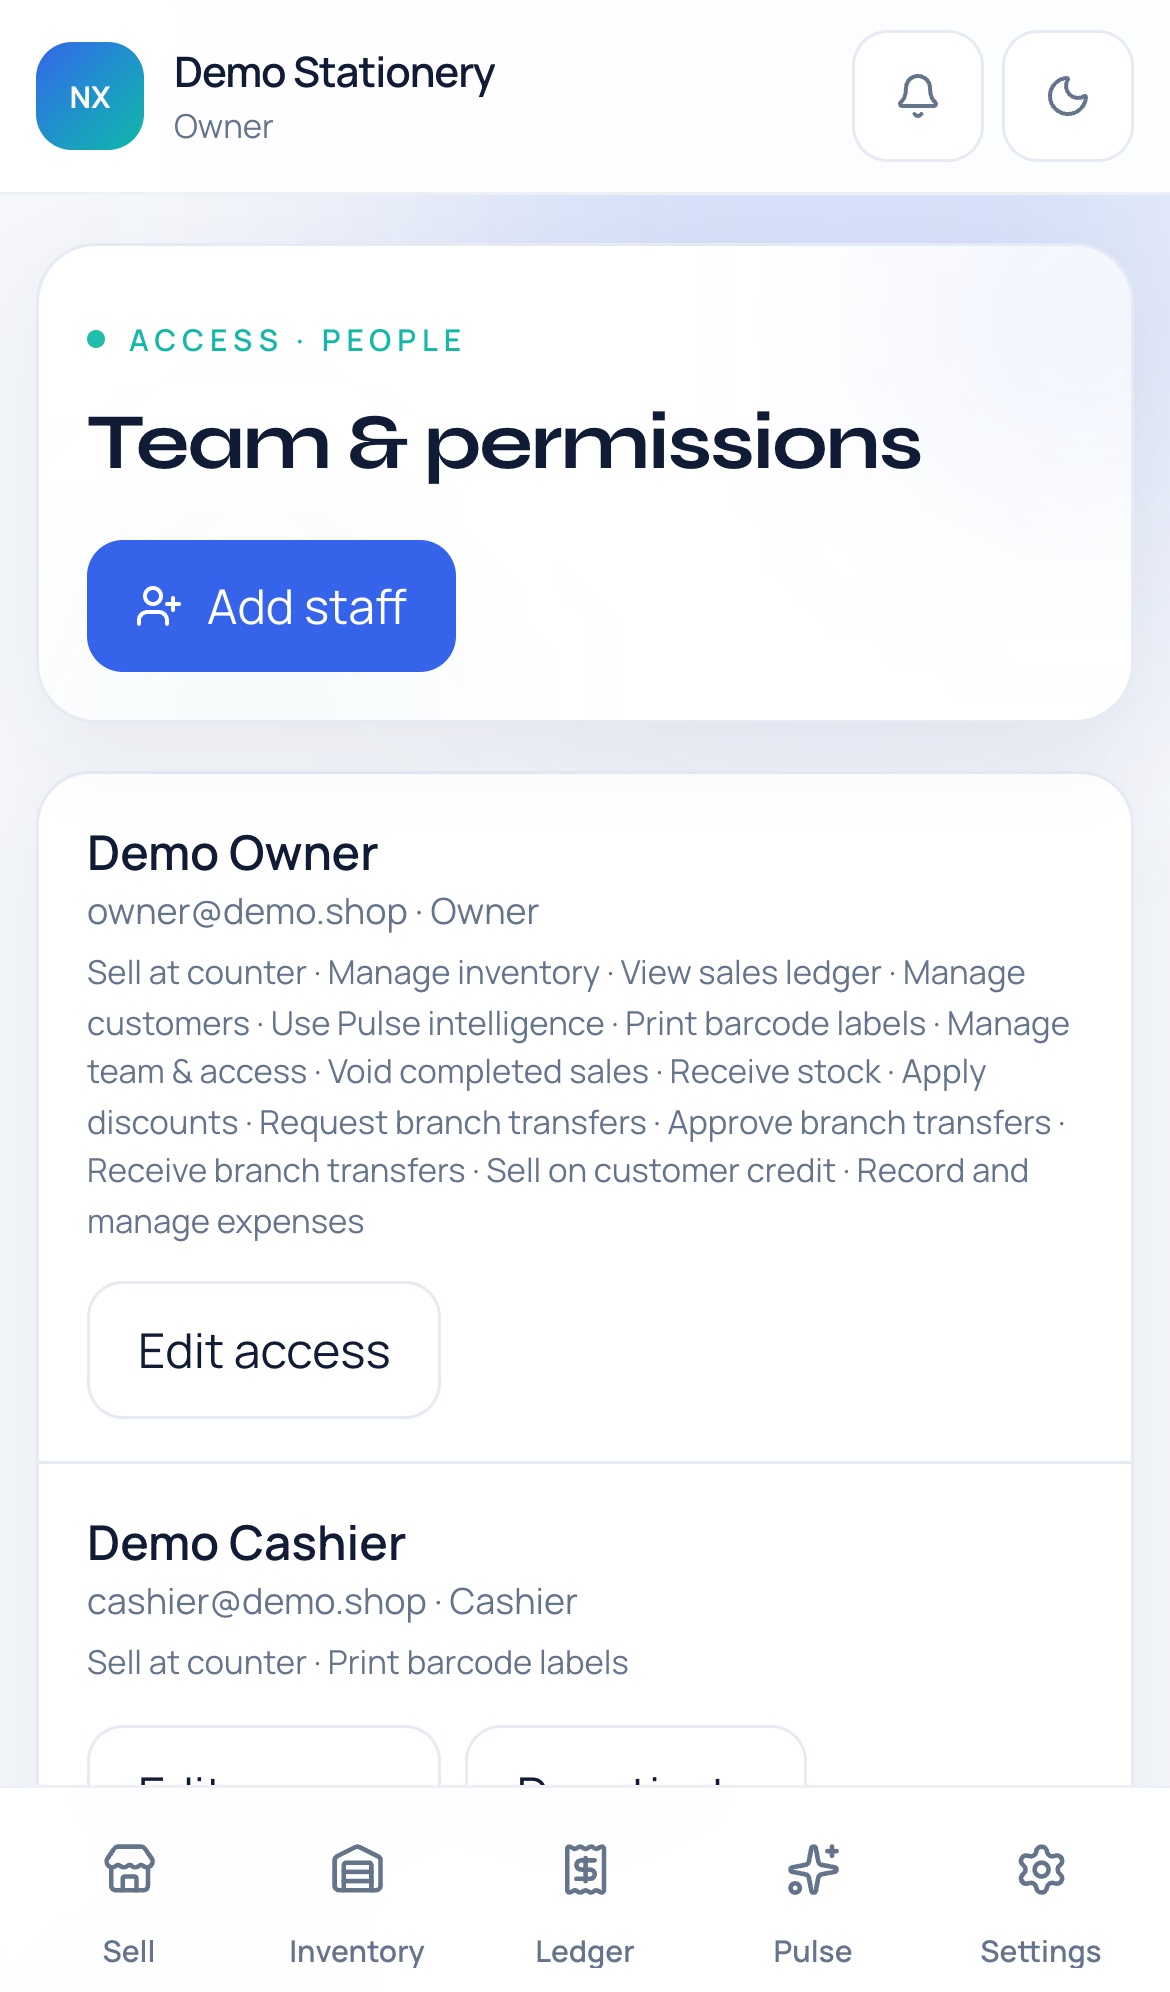 NX
Demo Stationery
Owner
ACCESS · PEOPLE
Team & permissions
Add staff
Demo Owner
owner@demo.shop · Owner
Sell at counter · Manage inventory · View sales ledger · Manage
customers · Use Pulse intelligence · Print barcode labels · Manage
team & access · Void completed sales · Receive stock · Apply
discounts · Request branch transfers · Approve branch transfers ·
Receive branch transfers · Sell on customer credit · Record and
manage expenses
Edit access
Demo Cashier
cashier@demo.shop · Cashier
Sell at counter · Print barcode labels
Sell
Inventory
Ledger
Pulse
Settings